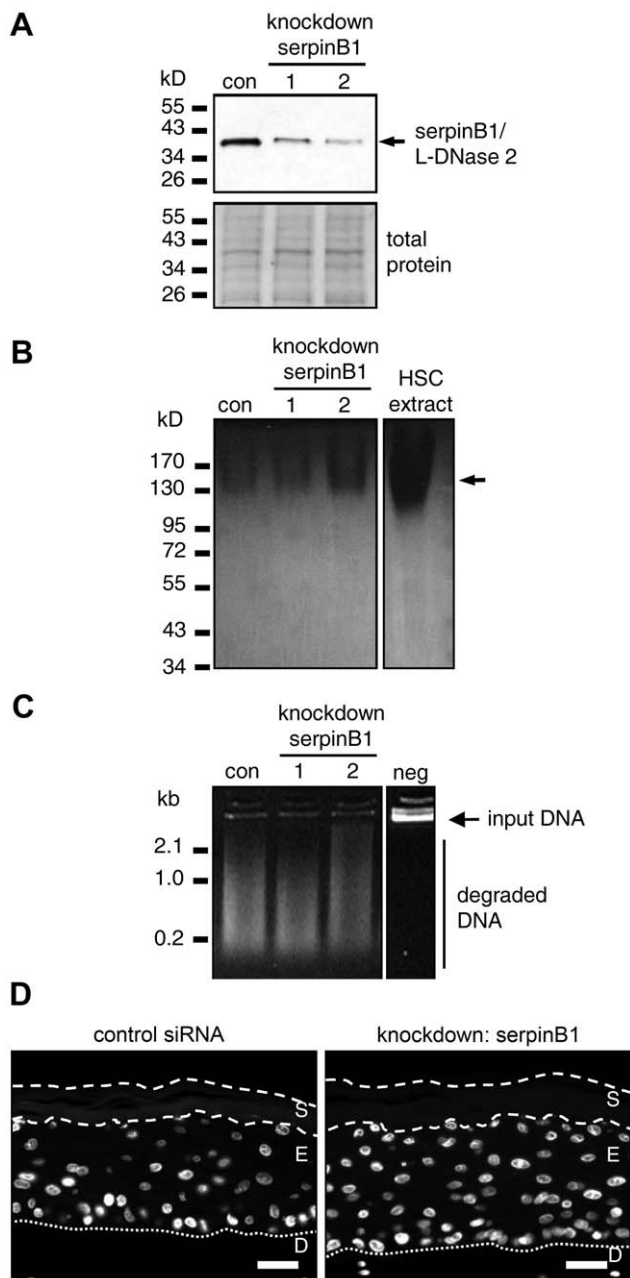 A
knockdown
serpinB1
kD
con
1
2
55
43
34
26
serpinB1/
L-DNase 2
55
43
34
26
total
protein
B
knockdown
serpinB1
HSC
extract
kD
con
1
2
170
130
95
72
55
43
34
C
knockdown
serpinB1
kb
con
1
2
neg
2.1
1.0
0.2
input DNA
degraded
DNA
D
control siRNA
knockdown: serpinB1
S
E
D
S
E
D